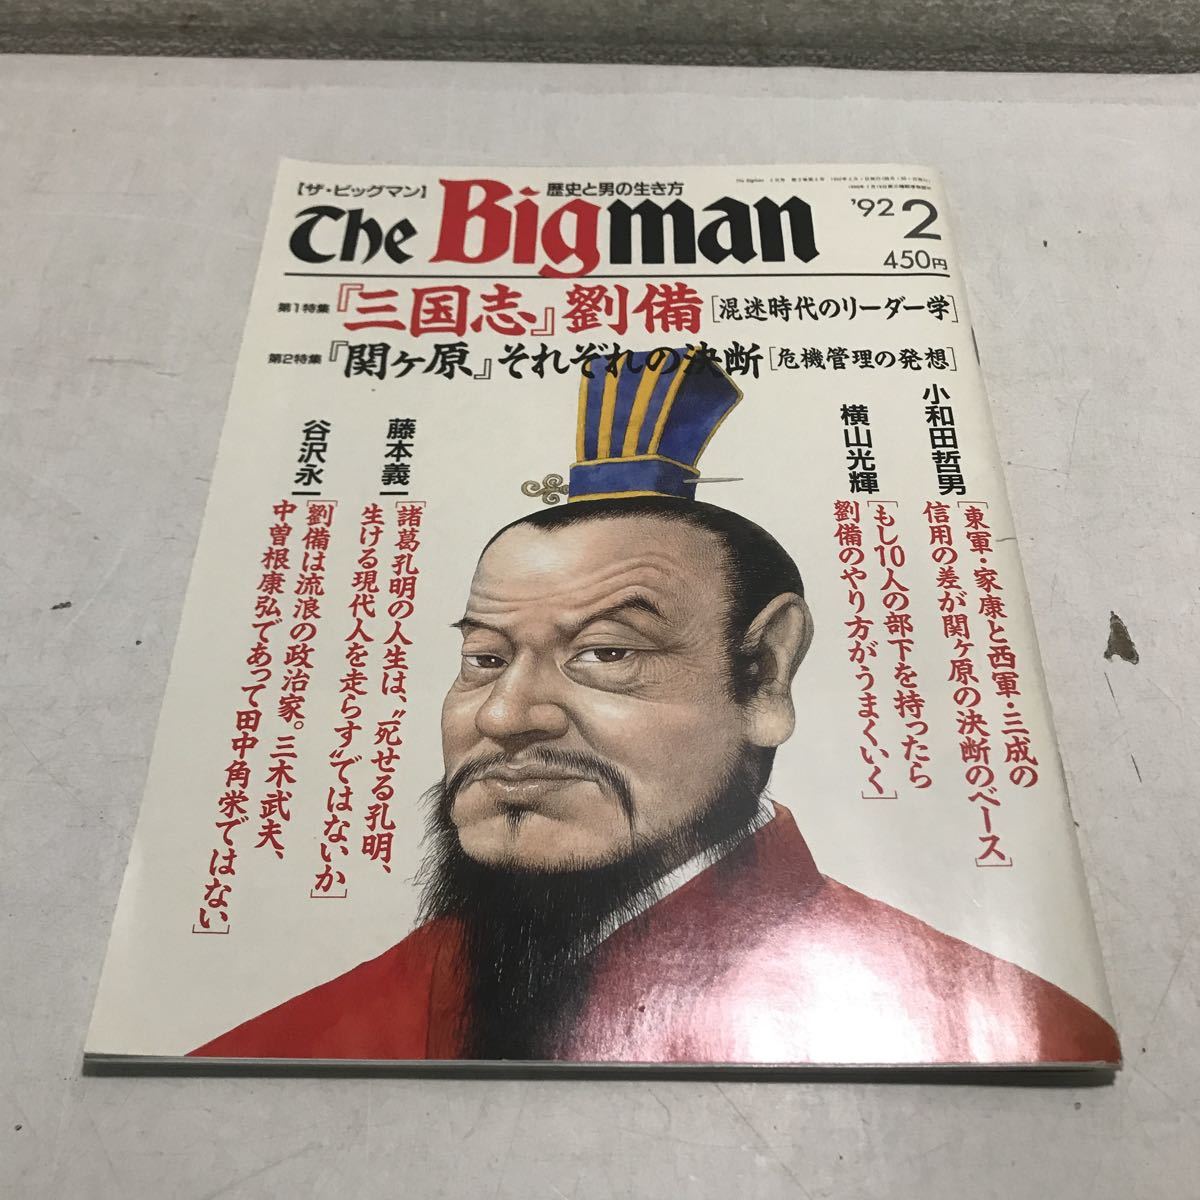 【ザ・ビッグマン】
歴史と男の生き方
The Bigman
'92 2
450円
第1特集『三国志』劉備[混迷時代のリーダー学]
第2特集『関ヶ原』それぞれの決断[危機管理の発想]
小和田哲男
[東軍・家康と西軍・三成の
信用の差が関ヶ原の決断のベース]
横山光輝
[もし10人の部下を持ったら
劉備のやり方がうまくいく]
藤本義一
[諸葛孔明の人生は、“死せる孔明、
生ける現代人を走らす”ではないか]
谷沢永一
[劉備は流浪の政治家。三木武夫、
中曽根康弘であって田中角栄ではない]